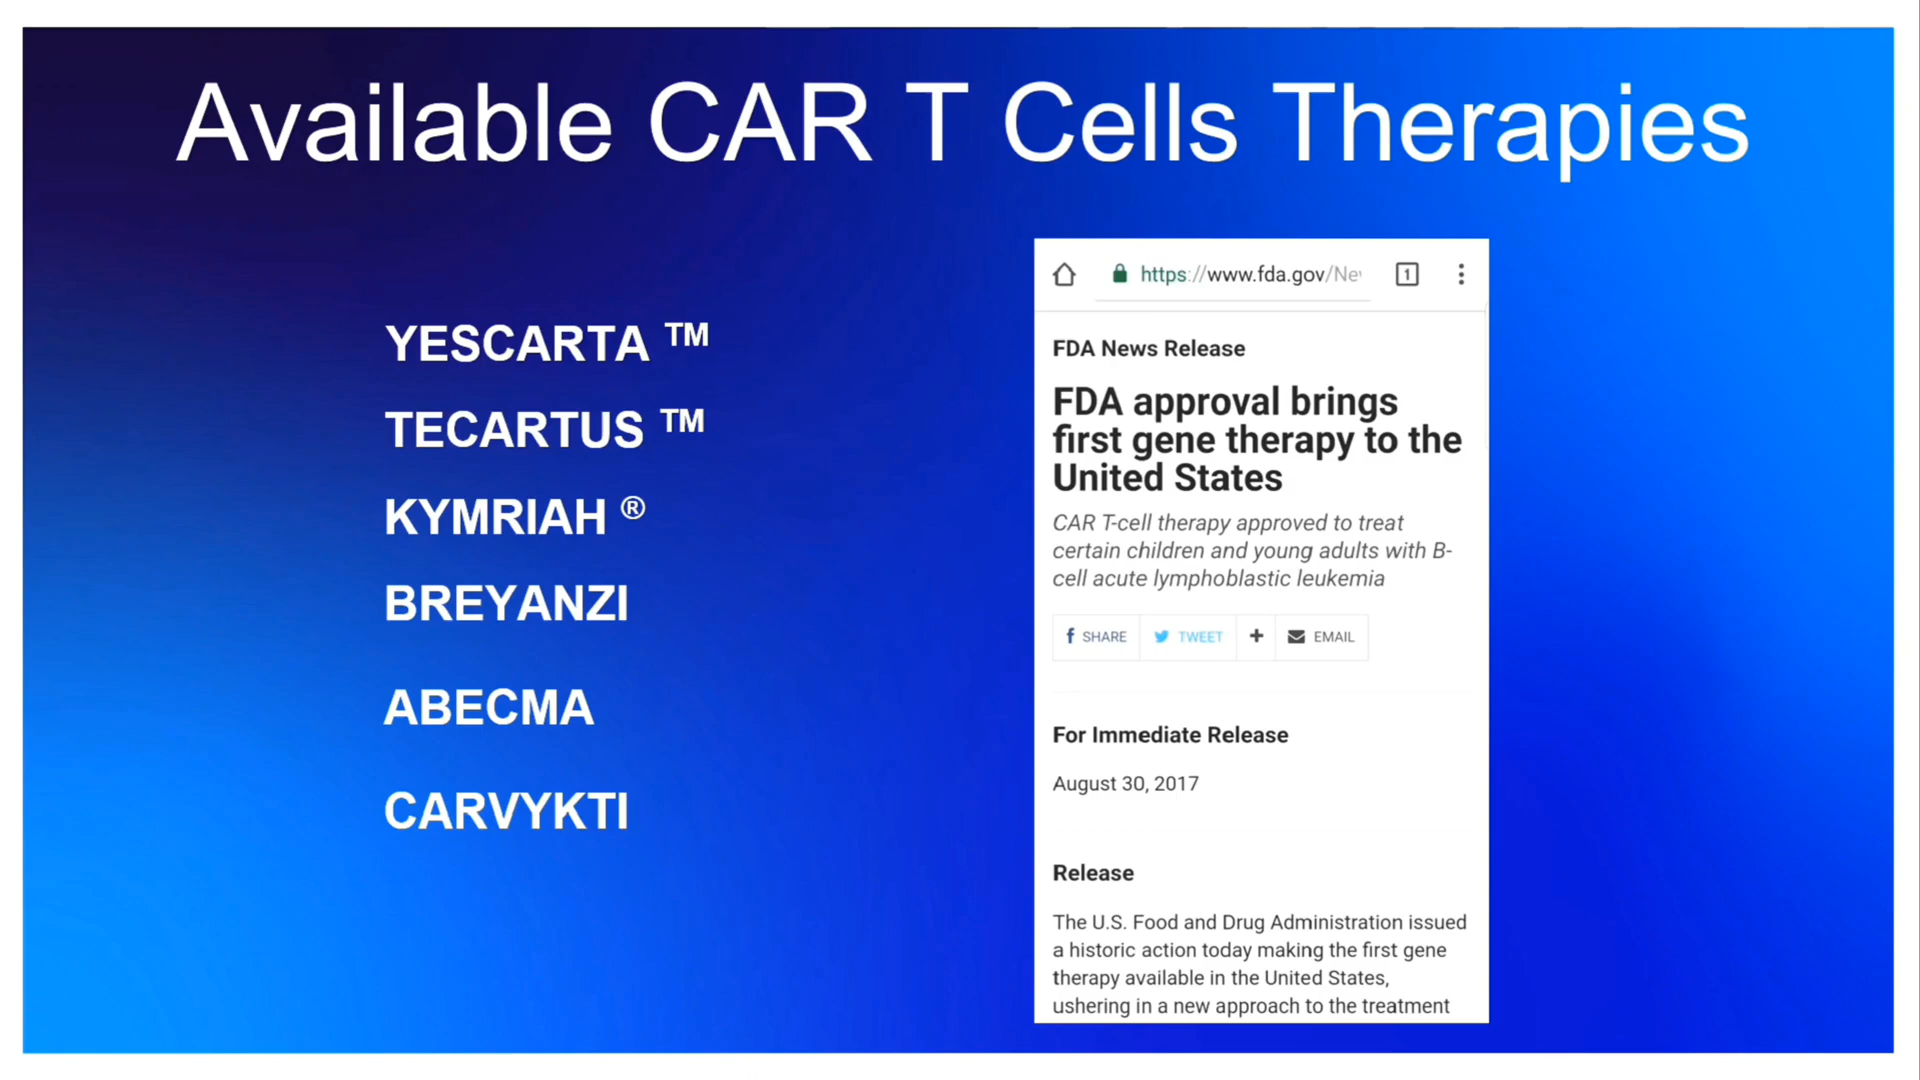 Available CAR T Cells Therapies
YESCARTA ™
TECARTUS ™
KYMRIAH ®
BREYANZI
ABECMA
CARVYKTI
https://www.fda.gov/Ne
1
FDA News Release
FDA approval brings
first gene therapy to the
United States
CAR T-cell therapy approved to treat
certain children and young adults with B-
cell acute lymphoblastic leukemia
f SHARE TWEET + EMAIL
For Immediate Release
August 30, 2017
Release
The U.S. Food and Drug Administration issued
a historic action today making the first gene
therapy available in the United States,
ushering in a new approach to the treatment